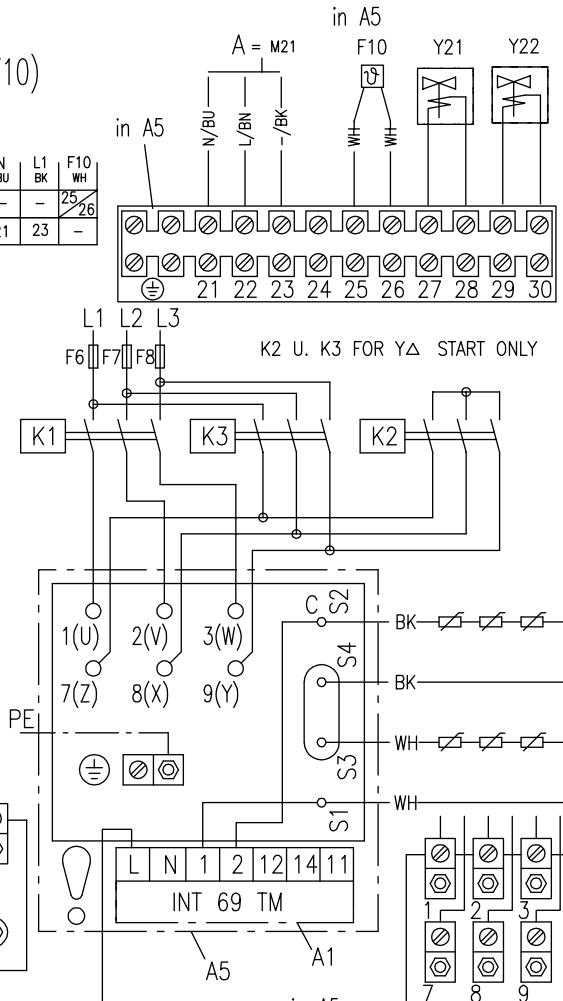 in A5
A = M21
F10
Y21
Y22
10)
ϑ
N/BU
L/BN
-/BK
WH
WH
in A5
L1
F10
BK
WH
–
–
25/26
21
23
–
21 22 23 24 25 26 27 28 29 30
L1 L2 L3
F6 F7 F8
K2 U. K3 FOR Y△ START ONLY
K1
K3
K2
C
S2
1(U) 2(V) 3(W)
BK
S4
7(Z) 8(X) 9(Y)
BK
PE
WH
S3
S1
WH
L N 1 2 12 14 11
INT 69 TM
A5
A1
1 2 3
7 8 9